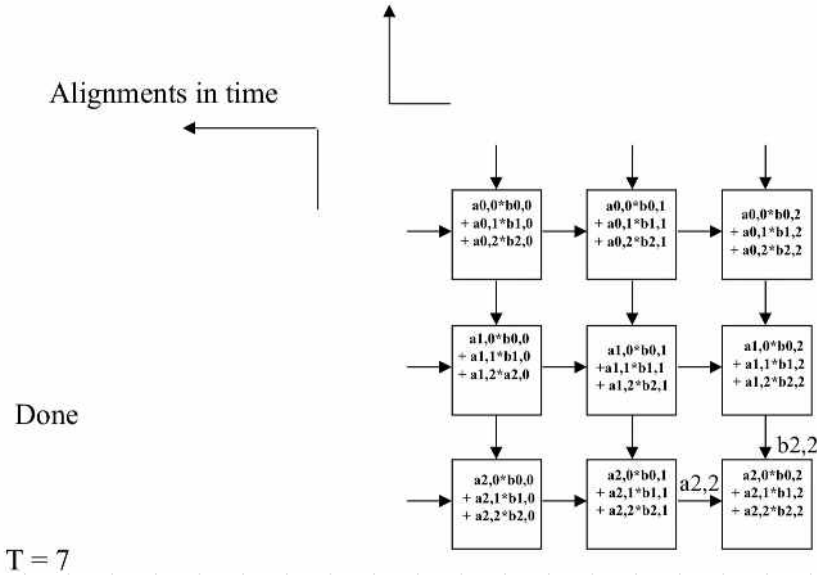 Alignments in time
a0,0*b0,0
+ a0,1*b1,0
+ a0,2*b2,0
a0,0*b0,1
+ a0,1*b1,1
+ a0,2*b2,1
a0,0*b0,2
+ a0,1*b1,2
+ a0,2*b2,2
a1,0*b0,0
+ a1,1*b1,0
+ a1,2*a2,0
a1,0*b0,1
+a1,1*b1,1
+ a1,2*b2,1
a1,0*b0,2
+ a1,1*b1,2
+ a1,2*b2,2
Done
b2,2
a2,0*b0,0
+ a2,1*b1,0
+ a2,2*b2,0
a2,0*b0,1
+ a2,1*b1,1
+ a2,2*b2,1
a2,2
a2,0*b0,2
+ a2,1*b1,2
+ a2,2*b2,2
T = 7